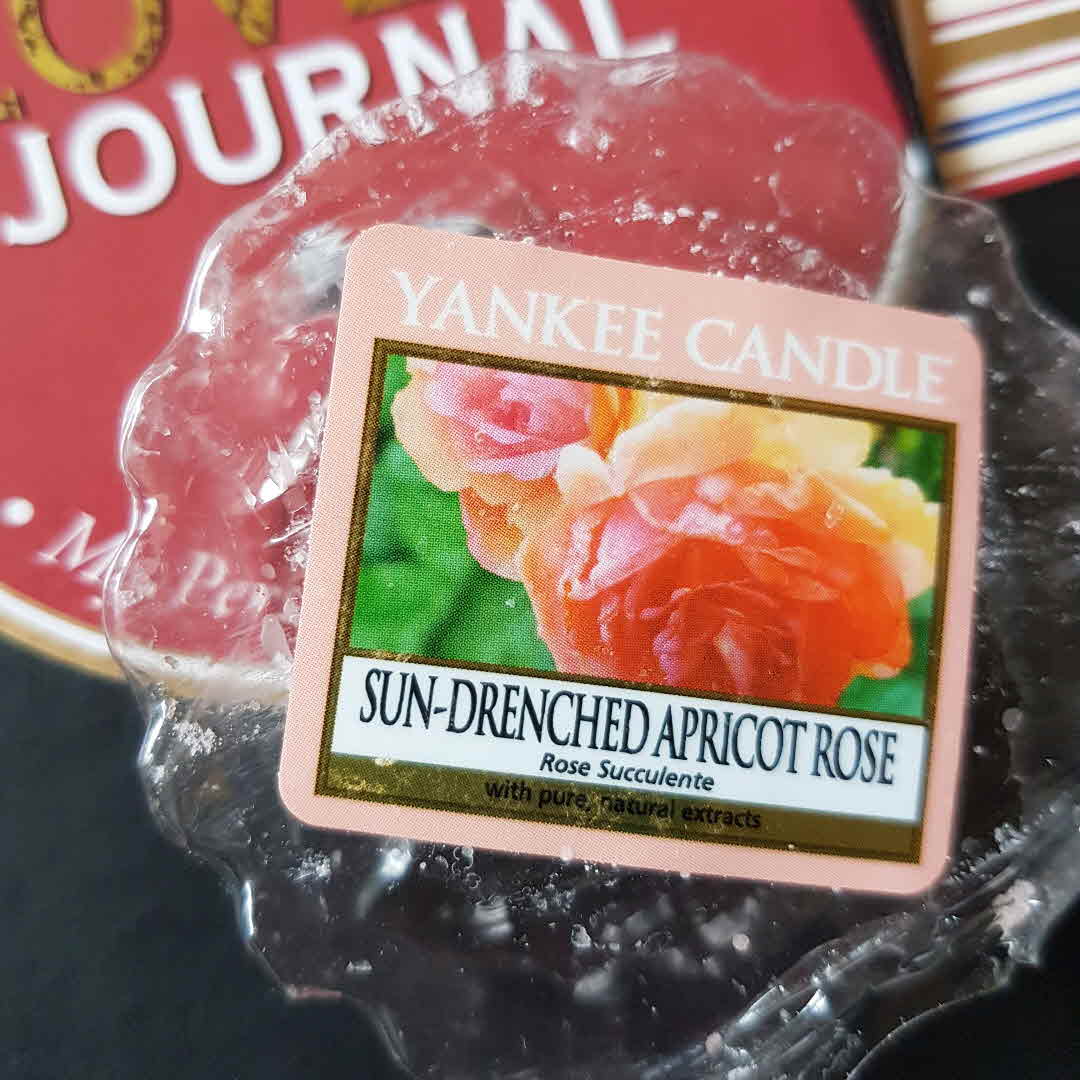 JOURNAL
YANKEE CANDLE
SUN-DRENCHED APRICOT ROSE
Rose Succulente
with pure, natural extracts